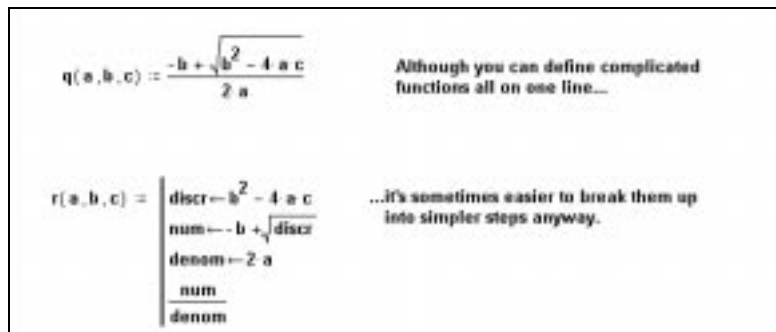 q(a,b,c) := (-b + √(b² - 4·a·c))/(2·a)
Although you can define complicated
functions all on one line...
r(a,b,c) := discr ← b² - 4·a·c
...it's sometimes easier to break them up
into simpler steps anyway.
num ← -b + √discr
denom ← 2·a
num
denom